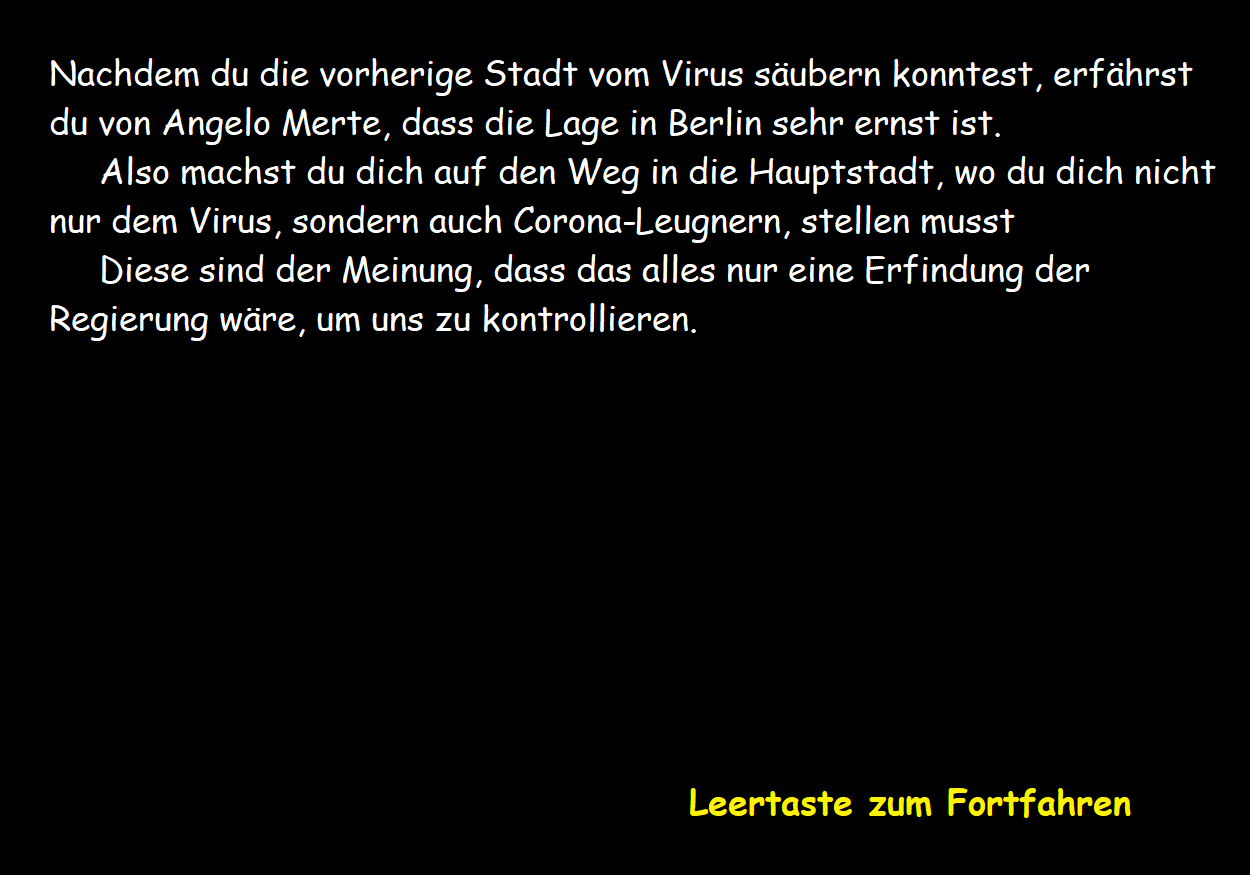 Nachdem du die vorherige Stadt vom Virus säubern konntest, erfährst
du von Angelo Merte, dass die Lage in Berlin sehr ernst ist.
Also machst du dich auf den Weg in die Hauptstadt, wo du dich nicht
nur dem Virus, sondern auch Corona-Leugnern, stellen musst
Diese sind der Meinung, dass das alles nur eine Erfindung der
Regierung wäre, um uns zu kontrollieren.
Leertaste zum Fortfahren